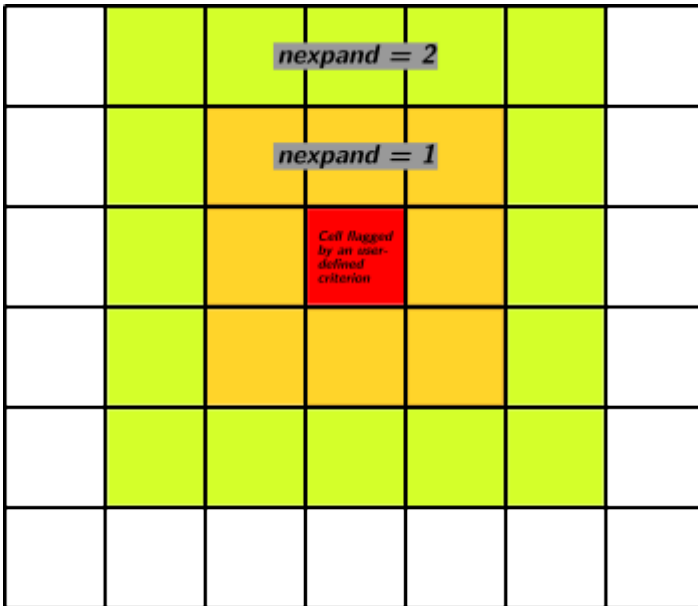 nexpand = 2
nexpand = 1
Cell flagged
by an user-
defined
criterion